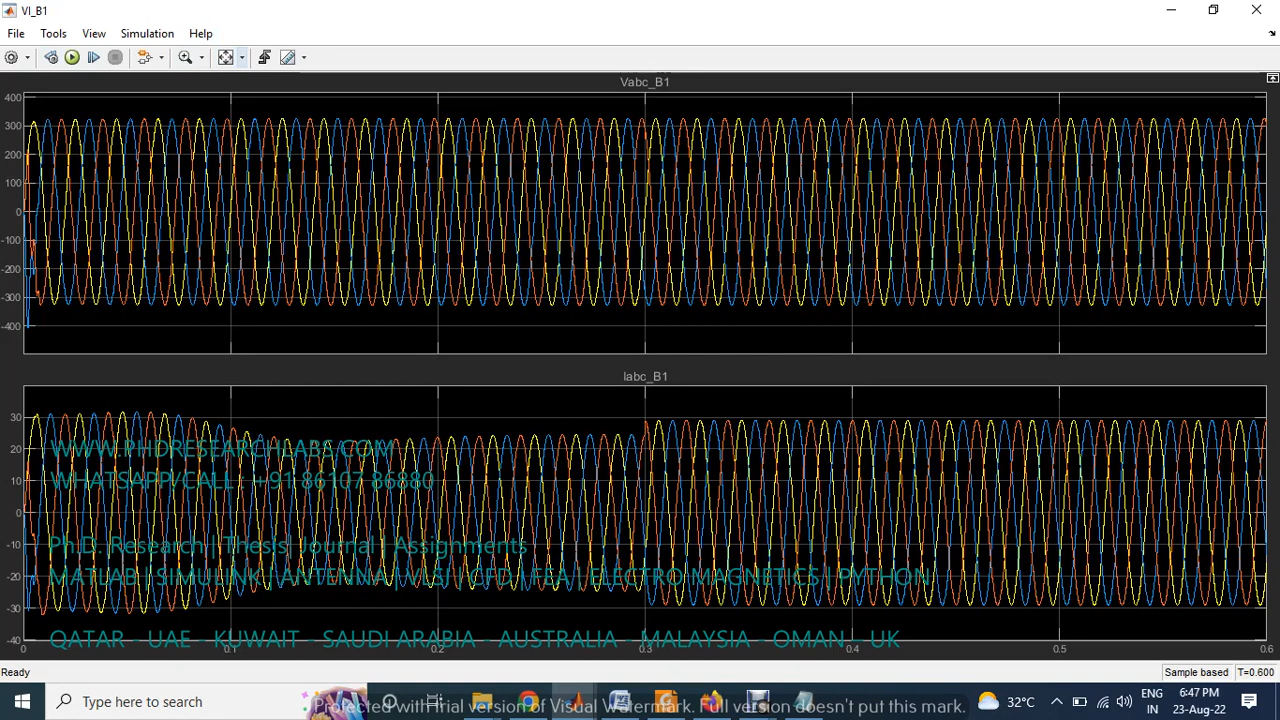 VI_B1
File Tools View Simulation Help
Vabc_B1
400
300
200
100
0
-100
-200
-300
-400
Iabc_B1
30
20
10
0
-10
-20
-30
-40
WWW.PHDRESEARCHLABS.COM
WHATSAPP/CALL : +91 86107 86880
Ph.D. Research | Thesis| Journal | Assignments
MATLAB | SIMULINK |ANTENNA |VLSI | CFD, FEA | ELECTRO MAGNETICS | PYTHON
QATAR - UAE - KUWAIT - SAUDI ARABIA - AUSTRALIA - MALAYSIA - OMAN - UK
0 0.1 0.2 0.3 0.4 0.5 0.6
Ready Sample based T=0.600
Type here to search 32°C ENG IN 6:47 PM 23-Aug-22
Protected with trial version of Visual Watermark. Full version doesn't put this mark.